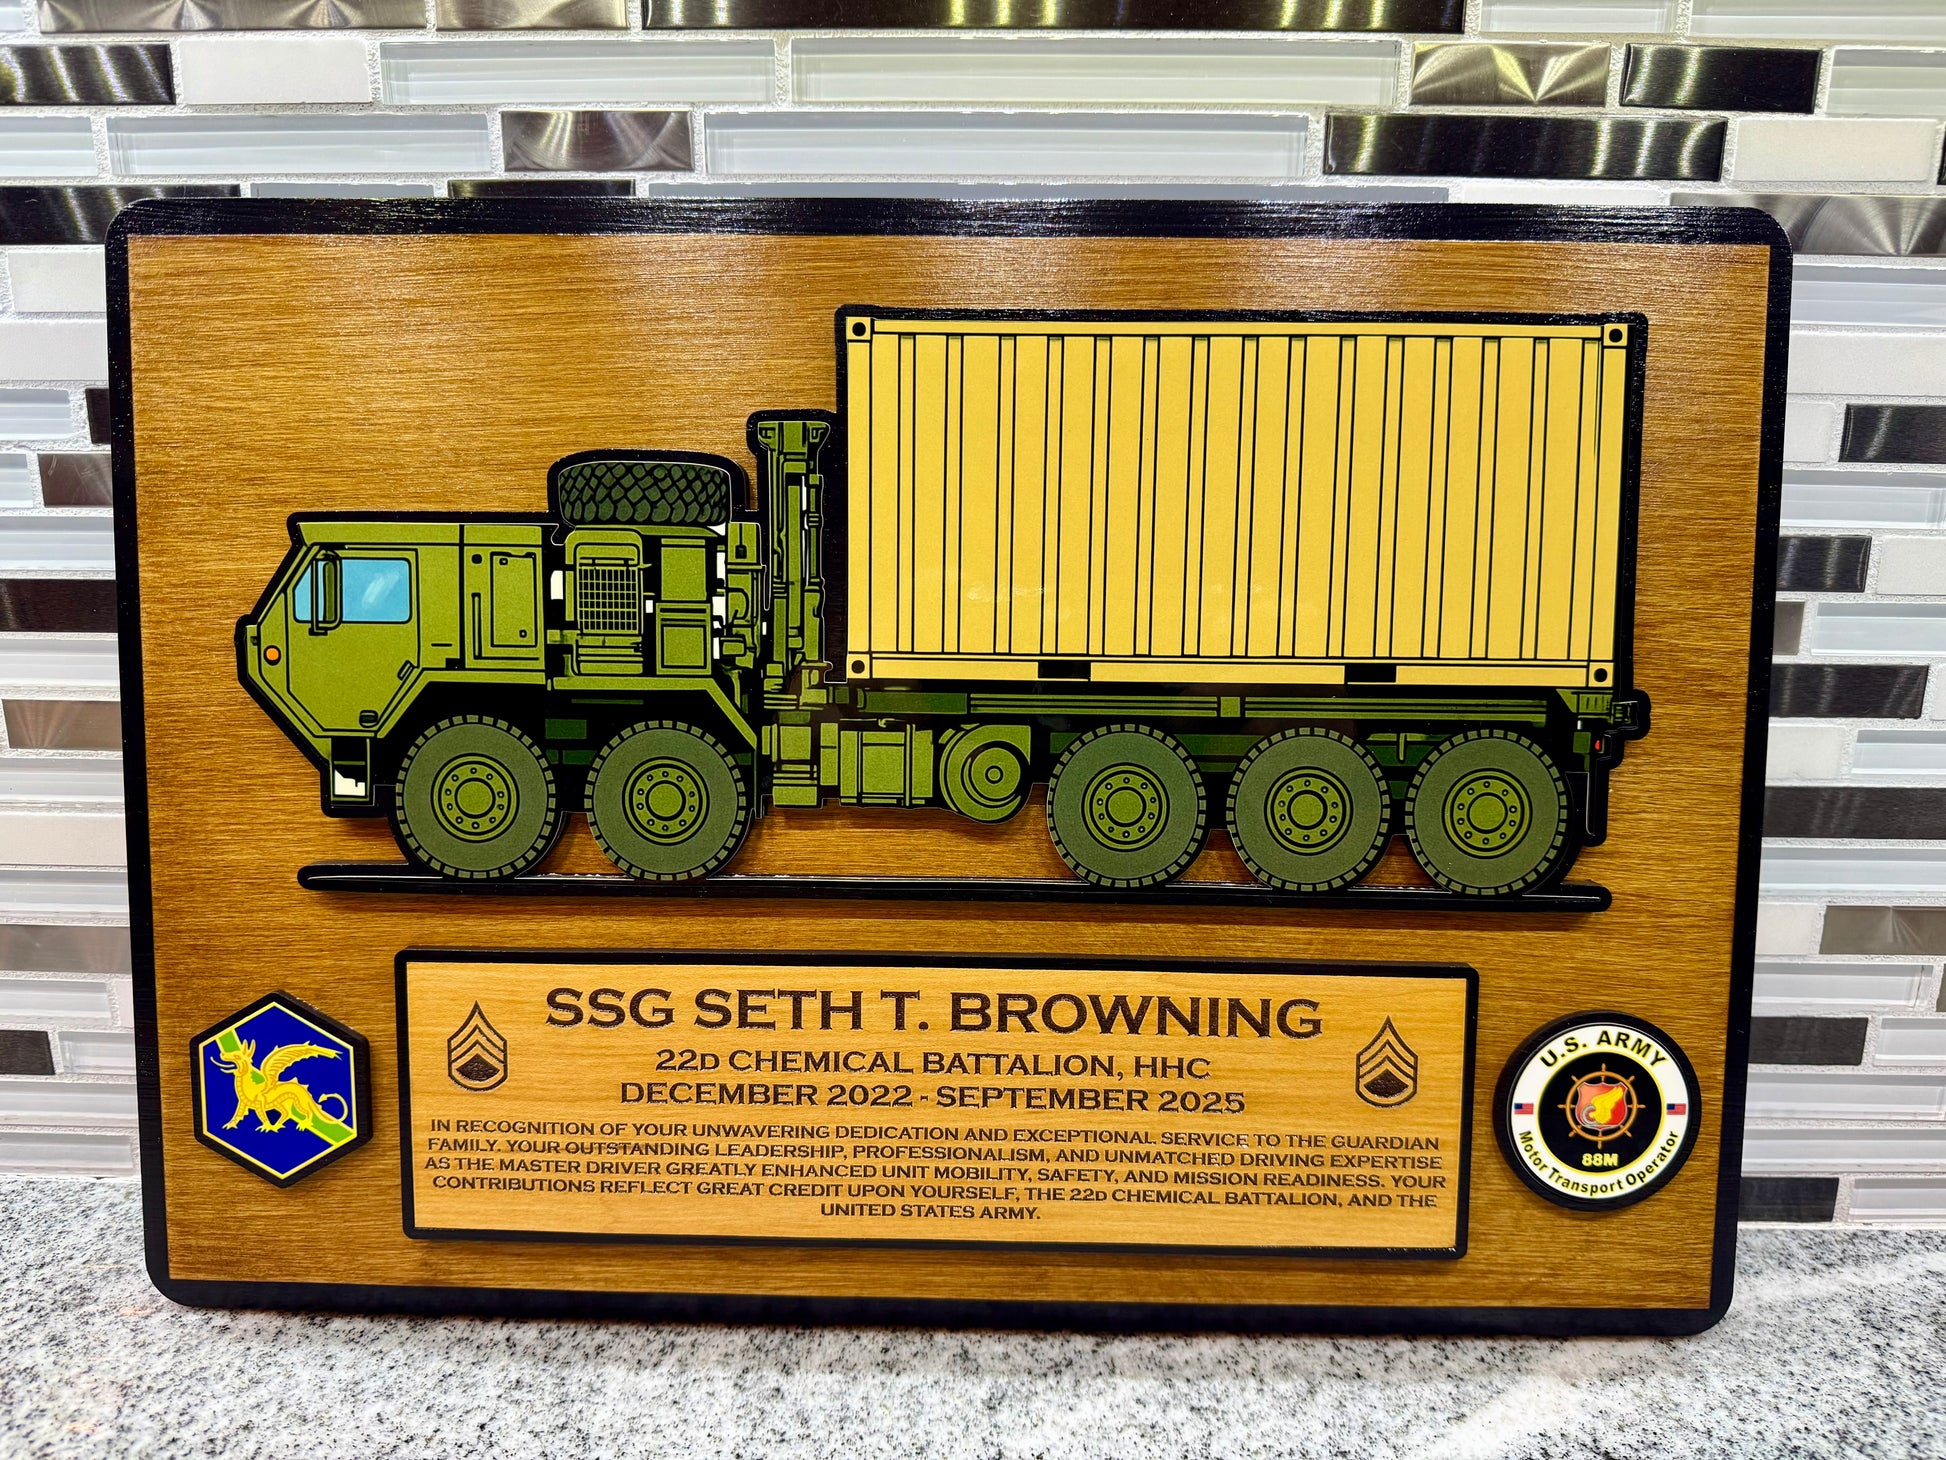 SSG SETH T. BROWNING
22D CHEMICAL BATTALION, HHC
DECEMBER 2022 - SEPTEMBER 2025
IN RECOGNITION OF YOUR UNWAVERING DEDICATION AND EXCEPTIONAL SERVICE TO THE GUARDIAN
FAMILY. YOUR OUTSTANDING LEADERSHIP, PROFESSIONALISM, AND UNMATCHED DRIVING EXPERTISE
AS THE MASTER DRIVER GREATLY ENHANCED UNIT MOBILITY, SAFETY, AND MISSION READINESS. YOUR
CONTRIBUTIONS REFLECT GREAT CREDIT UPON YOURSELF, THE 22D CHEMICAL BATTALION, AND THE
UNITED STATES ARMY.
U.S. ARMY
88M
Motor Transport Operator